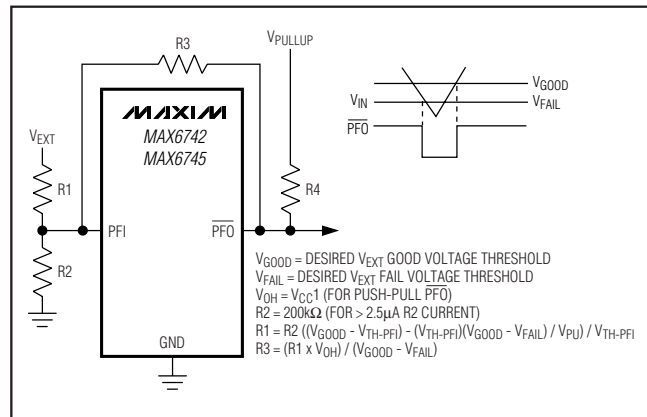 R3
VPULLUP
VGOOD
VIN
VFAIL
PFO
MAXIM
MAX6742
MAX6745
VEXT
R1
R4
PFI
PFO
R2
VGOOD = DESIRED VEXT GOOD VOLTAGE THRESHOLD
VFAIL = DESIRED VEXT FAIL VOLTAGE THRESHOLD
VOH = VCC1 (FOR PUSH-PULL PFO)
R2 = 200kΩ (FOR > 2.5μA R2 CURRENT)
R1 = R2 ((VGOOD - VTH-PFI) - (VTH-PFI)(VGOOD - VFAIL) / VPU) / VTH-PFI
R3 = (R1 x VOH) / (VGOOD - VFAIL)
GND